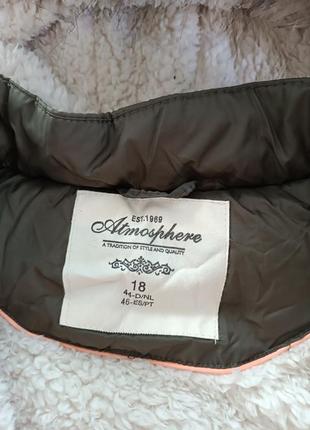 EST.1969
Atmosphere
A TRADITION OF STYLE AND QUALITY
18
44-D/NL
46-ES/PT